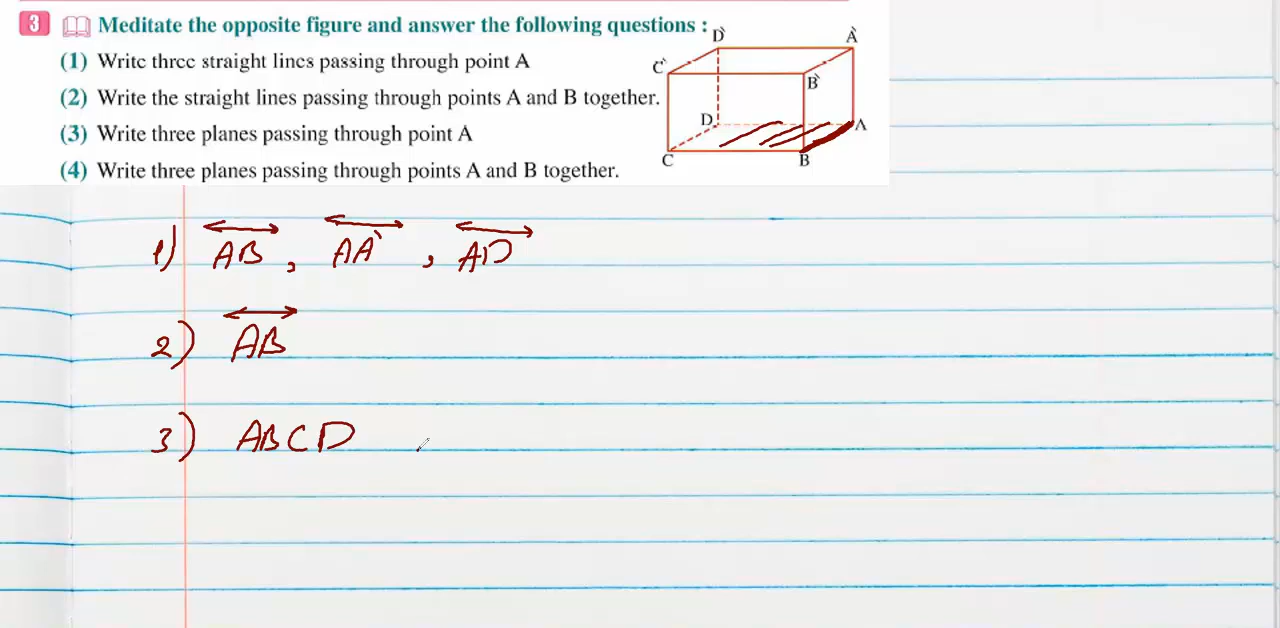 3 Meditate the opposite figure and answer the following questions :
(1) Write three straight lines passing through point A
(2) Write the straight lines passing through points A and B together.
(3) Write three planes passing through point A
(4) Write three planes passing through points A and B together.
D` A`
C` B`
D A
C B
1) AB , AA` , AD
2) AB
3) ABCD